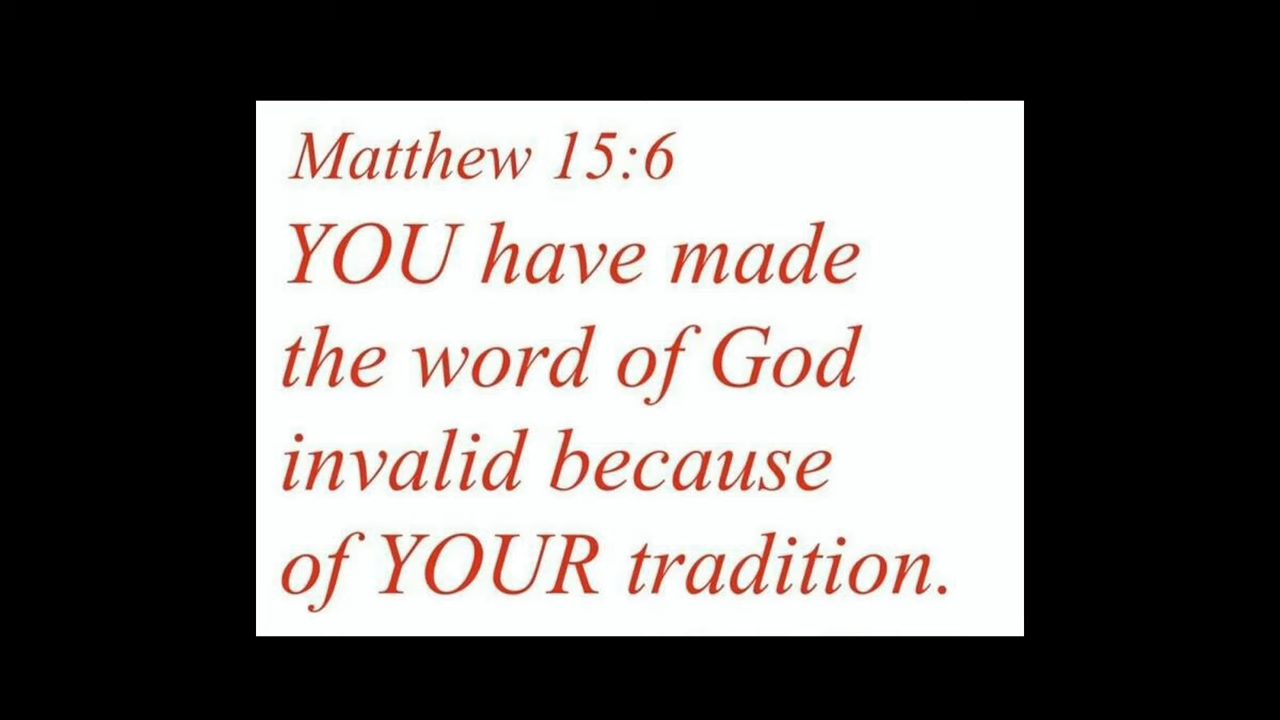 Matthew 15:6
YOU have made
the word of God
invalid because
of YOUR tradition.